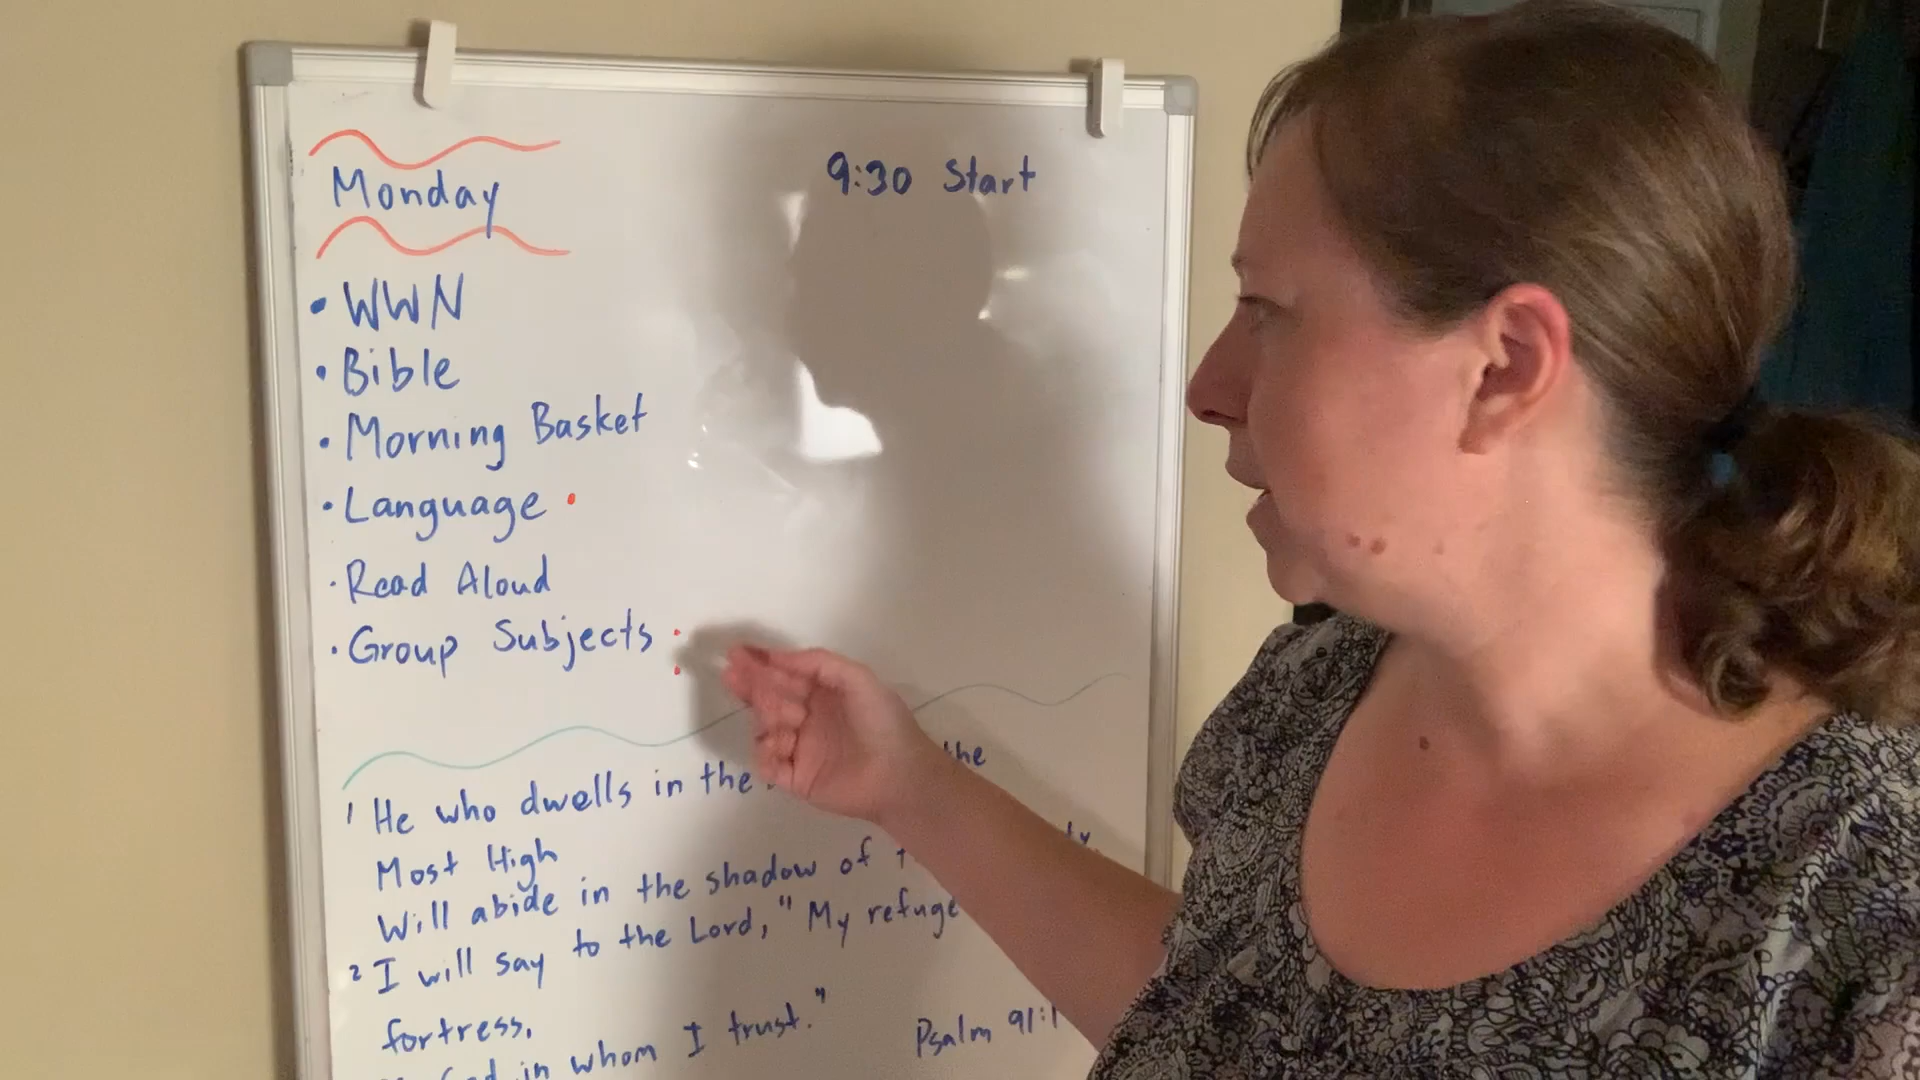 Monday
9:30 Start
• WWN
• Bible
• Morning Basket
• Language •
• Read Aloud
• Group Subjects :
1 He who dwells in the the
Most High
Will abide in the shadow of
2 I will say to the Lord, "My refuge
fortress,
God in whom I trust."
Psalm 91:1